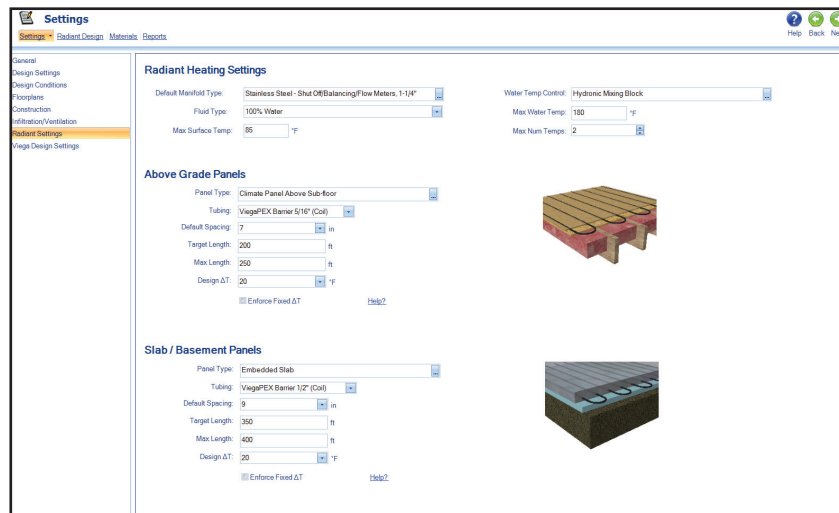 Settings
Settings Radiant Design Materials Reports
Help Back
General
Design Settings
Design Conditions
Floorplans
Construction
Infiltration/Ventilation
Radiant Settings
Viega Design Settings
Radiant Heating Settings
Default Manifold Type: Stainless Steel - Shut Off/Balancing/Flow Meters, 1-1/4" ...
Water Temp Control: Hydronic Mixing Block ...
Fluid Type: 100% Water
Max Water Temp: 180 °F
Max Surface Temp: 85 °F
Max Num Temps: 2
Above Grade Panels
Panel Type: Climate Panel Above Sub-floor ...
Tubing: ViegaPEX Barrier 5/16" (Coil)
Default Spacing: 7 in
Target Length: 200 ft
Max Length: 250 ft
Design ΔT: 20 °F
Enforce Fixed ΔT Help?
Slab / Basement Panels
Panel Type: Embedded Slab ...
Tubing: ViegaPEX Barrier 1/2" (Coil)
Default Spacing: 9 in
Target Length: 350 ft
Max Length: 400 ft
Design ΔT: 20 °F
Enforce Fixed ΔT Help?